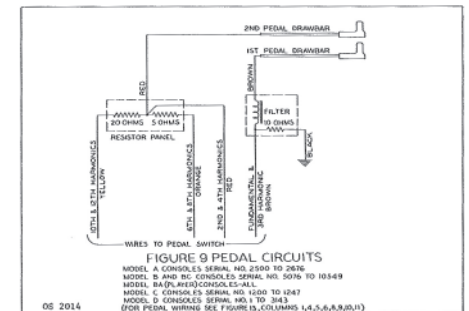 2ND PEDAL DRAWBAR
1ST PEDAL DRAWBAR
RED
BROWN
20 OHMS 5 OHMS
RESISTOR PANEL
FILTER
10 OHMS
BLACK
10TH & 12TH HARMONICS
YELLOW
6TH & 8TH HARMONICS
ORANGE
2ND & 4TH HARMONICS
RED
FUNDAMENTAL &
3RD HARMONIC
BROWN
WIRES TO PEDAL SWITCH
FIGURE 9 PEDAL CIRCUITS
MODEL A CONSOLES SERIAL NO. 2500 TO 2676
MODEL B AND BC CONSOLES SERIAL NO. 5076 TO 10549
MODEL BA (PLAYER) CONSOLES-ALL
MODEL C CONSOLES SERIAL NO. 1200 TO 1247
MODEL D CONSOLES SERIAL NO. 1 TO 3143
OS 2014 (FOR PEDAL WIRING SEE FIGURE 15, COLUMNS 1,4,5,6,8,9,10,11)